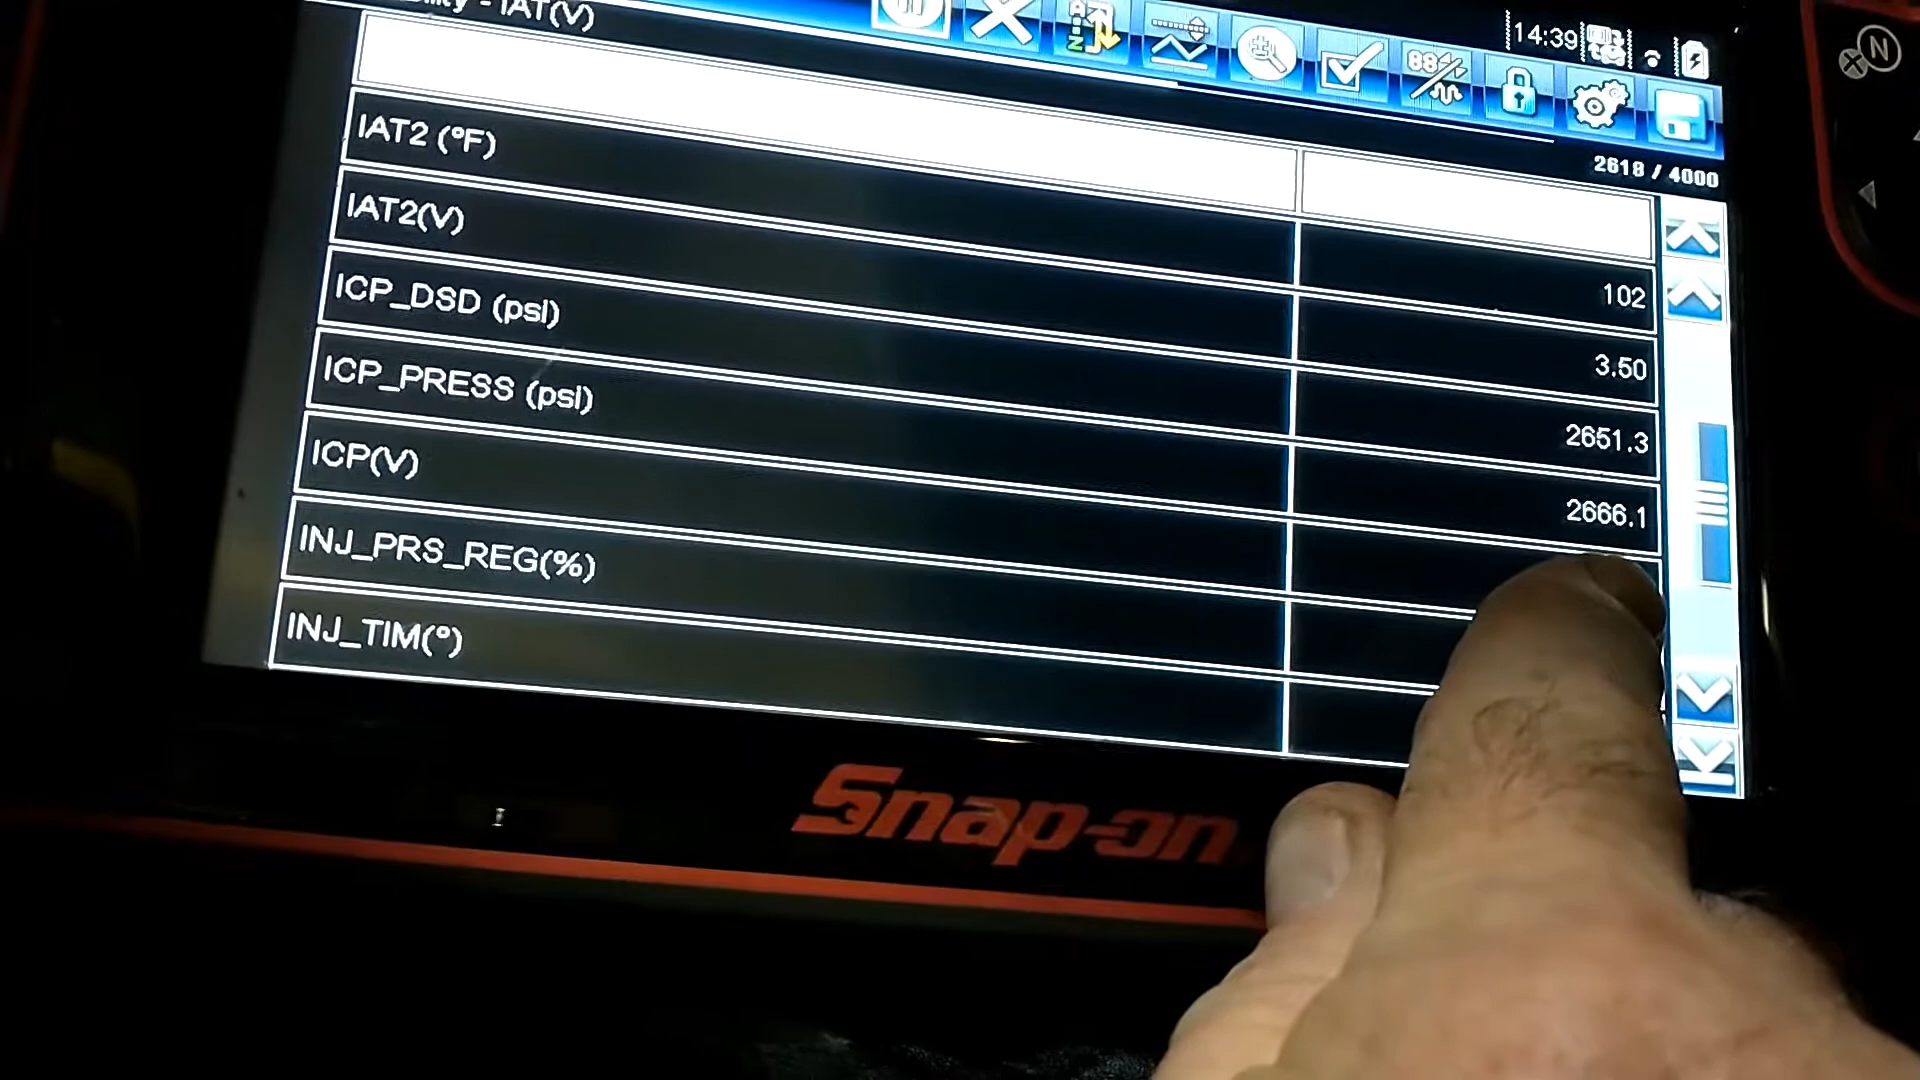 - IAT(V)
14:39
A
Z
88
N
2618 / 4000
IAT2 (°F) 102
IAT2(V) 3.50
ICP_DSD (psi) 2651.3
ICP_PRESS (psi) 2666.1
ICP(V)
INJ_PRS_REG(%)
INJ_TIM(°)
Snap-on